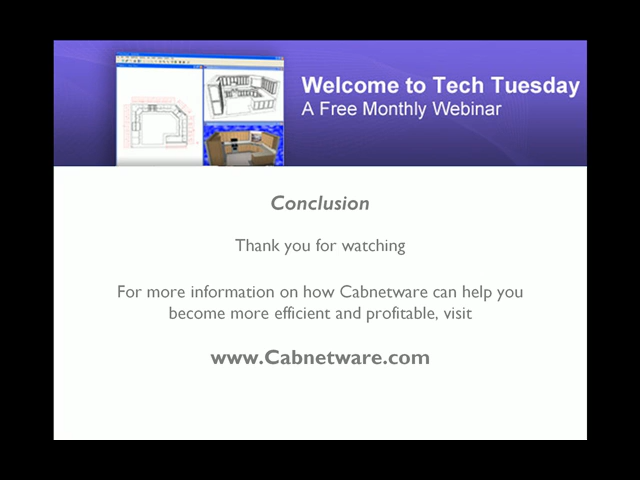 Welcome to Tech Tuesday
A Free Monthly Webinar
Conclusion
Thank you for watching
For more information on how Cabnetware can help you
become more efficient and profitable, visit
www.Cabnetware.com